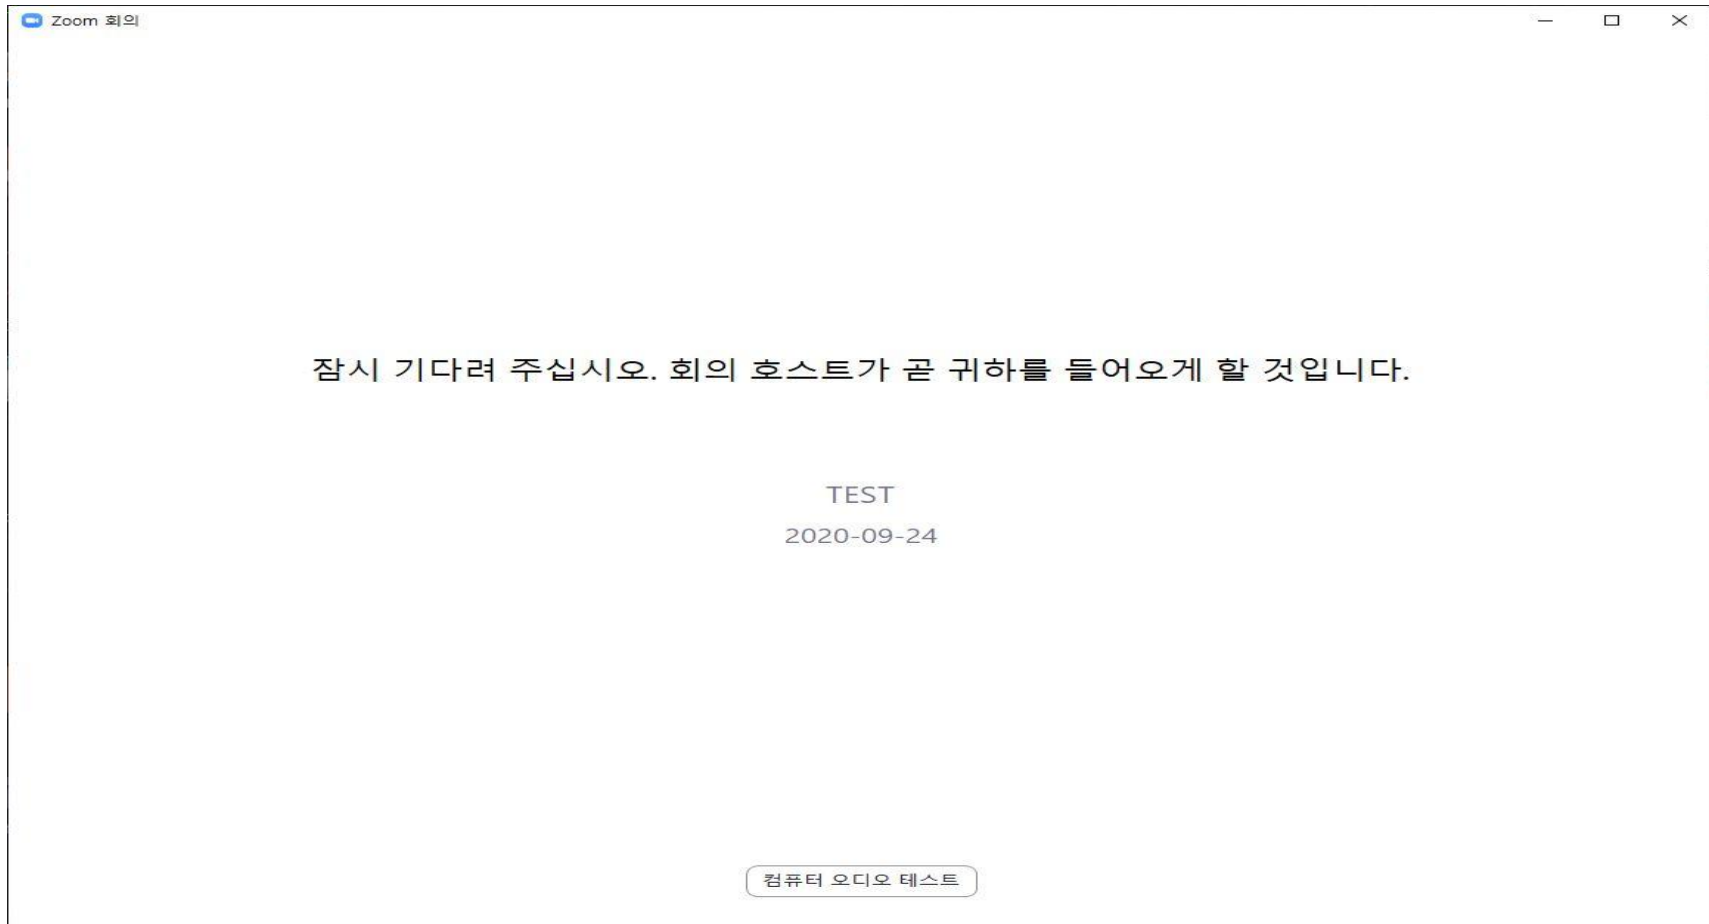 Zoom 회의
잠시 기다려 주십시오. 회의 호스트가 곧 귀하를 들어오게 할 것입니다.
TEST
2020-09-24
컴퓨터 오디오 테스트